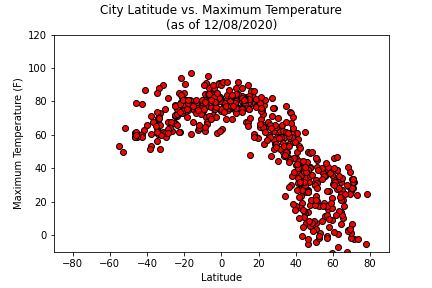 City Latitude vs. Maximum Temperature
(as of 12/08/2020)
Maximum Temperature (F)
120
100
80
60
40
20
0
−80 −60 −40 −20 0 20 40 60 80
Latitude